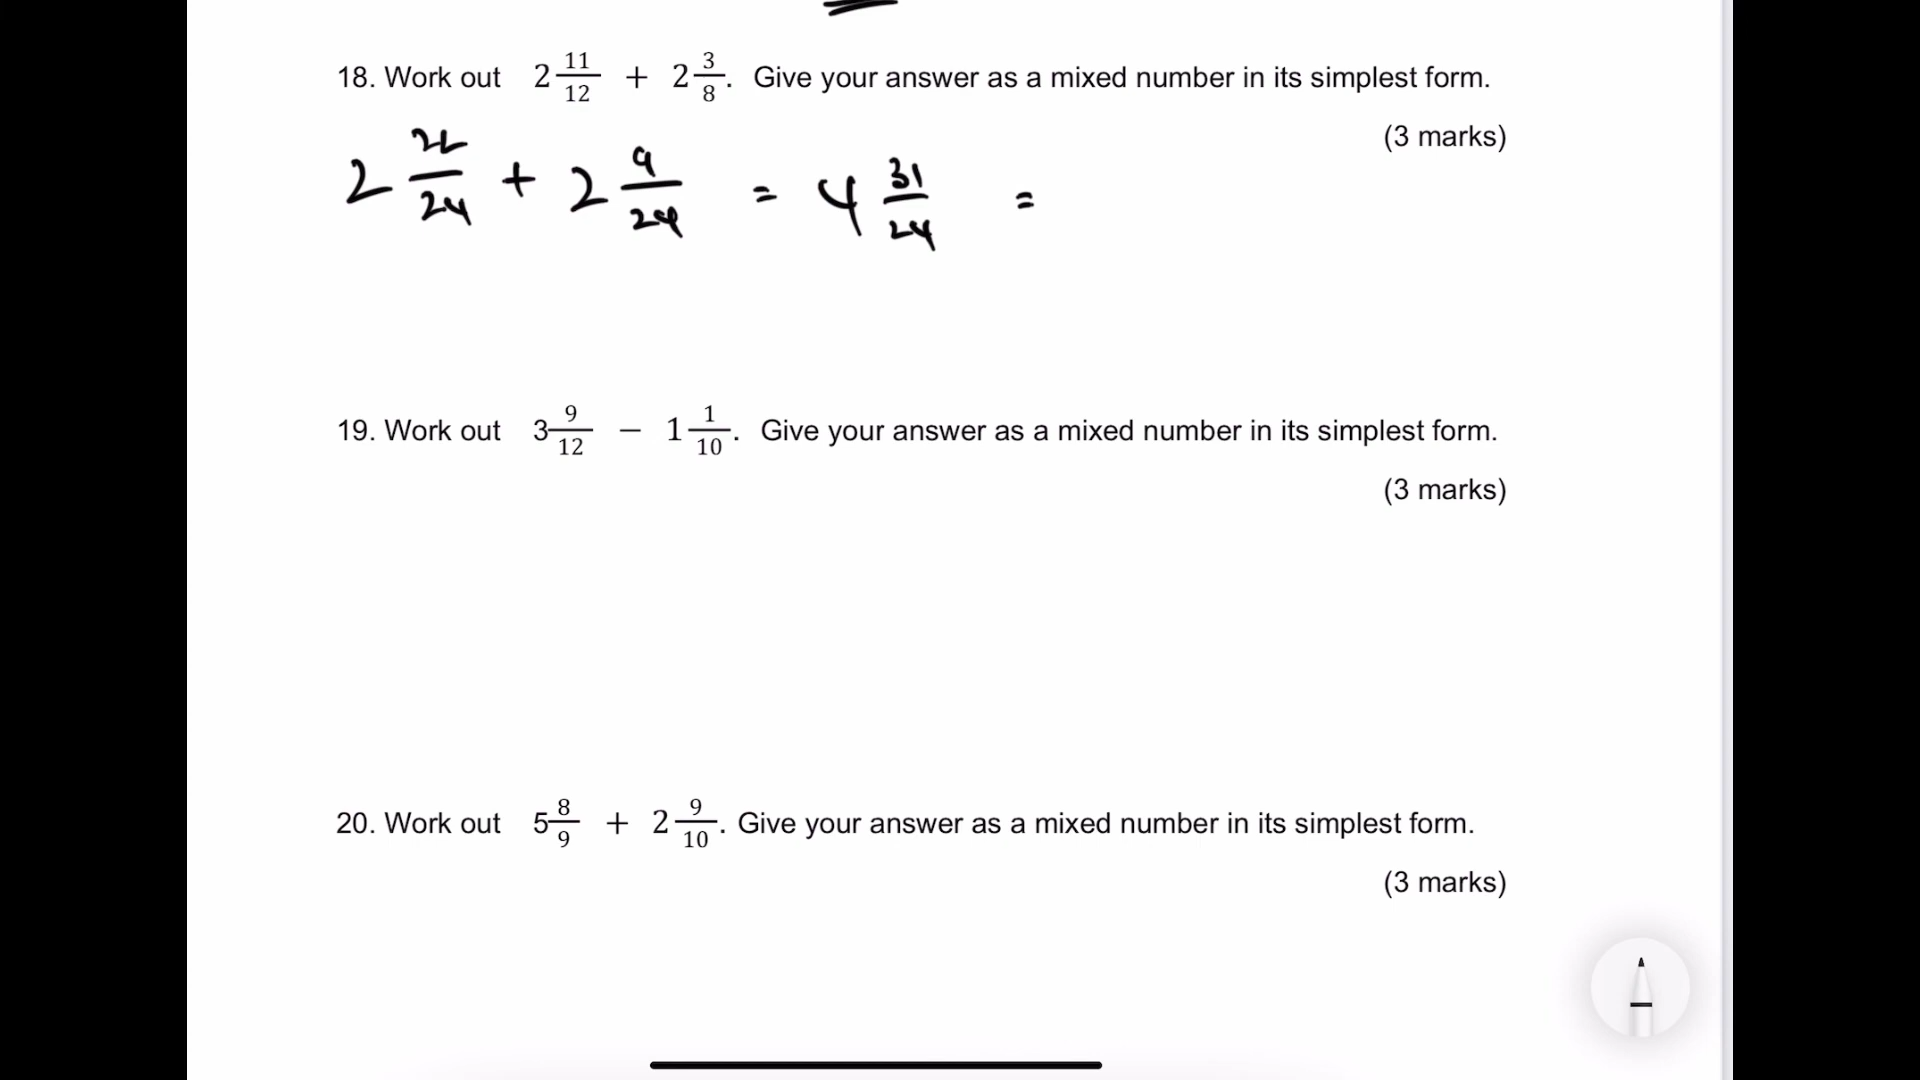 18. Work out 2 11/12 + 2 3/8. Give your answer as a mixed number in its simplest form.
(3 marks)
2 22/24 + 2 9/24 = 4 31/24 =
19. Work out 3 9/12 − 1 1/10. Give your answer as a mixed number in its simplest form.
(3 marks)
20. Work out 5 8/9 + 2 9/10. Give your answer as a mixed number in its simplest form.
(3 marks)